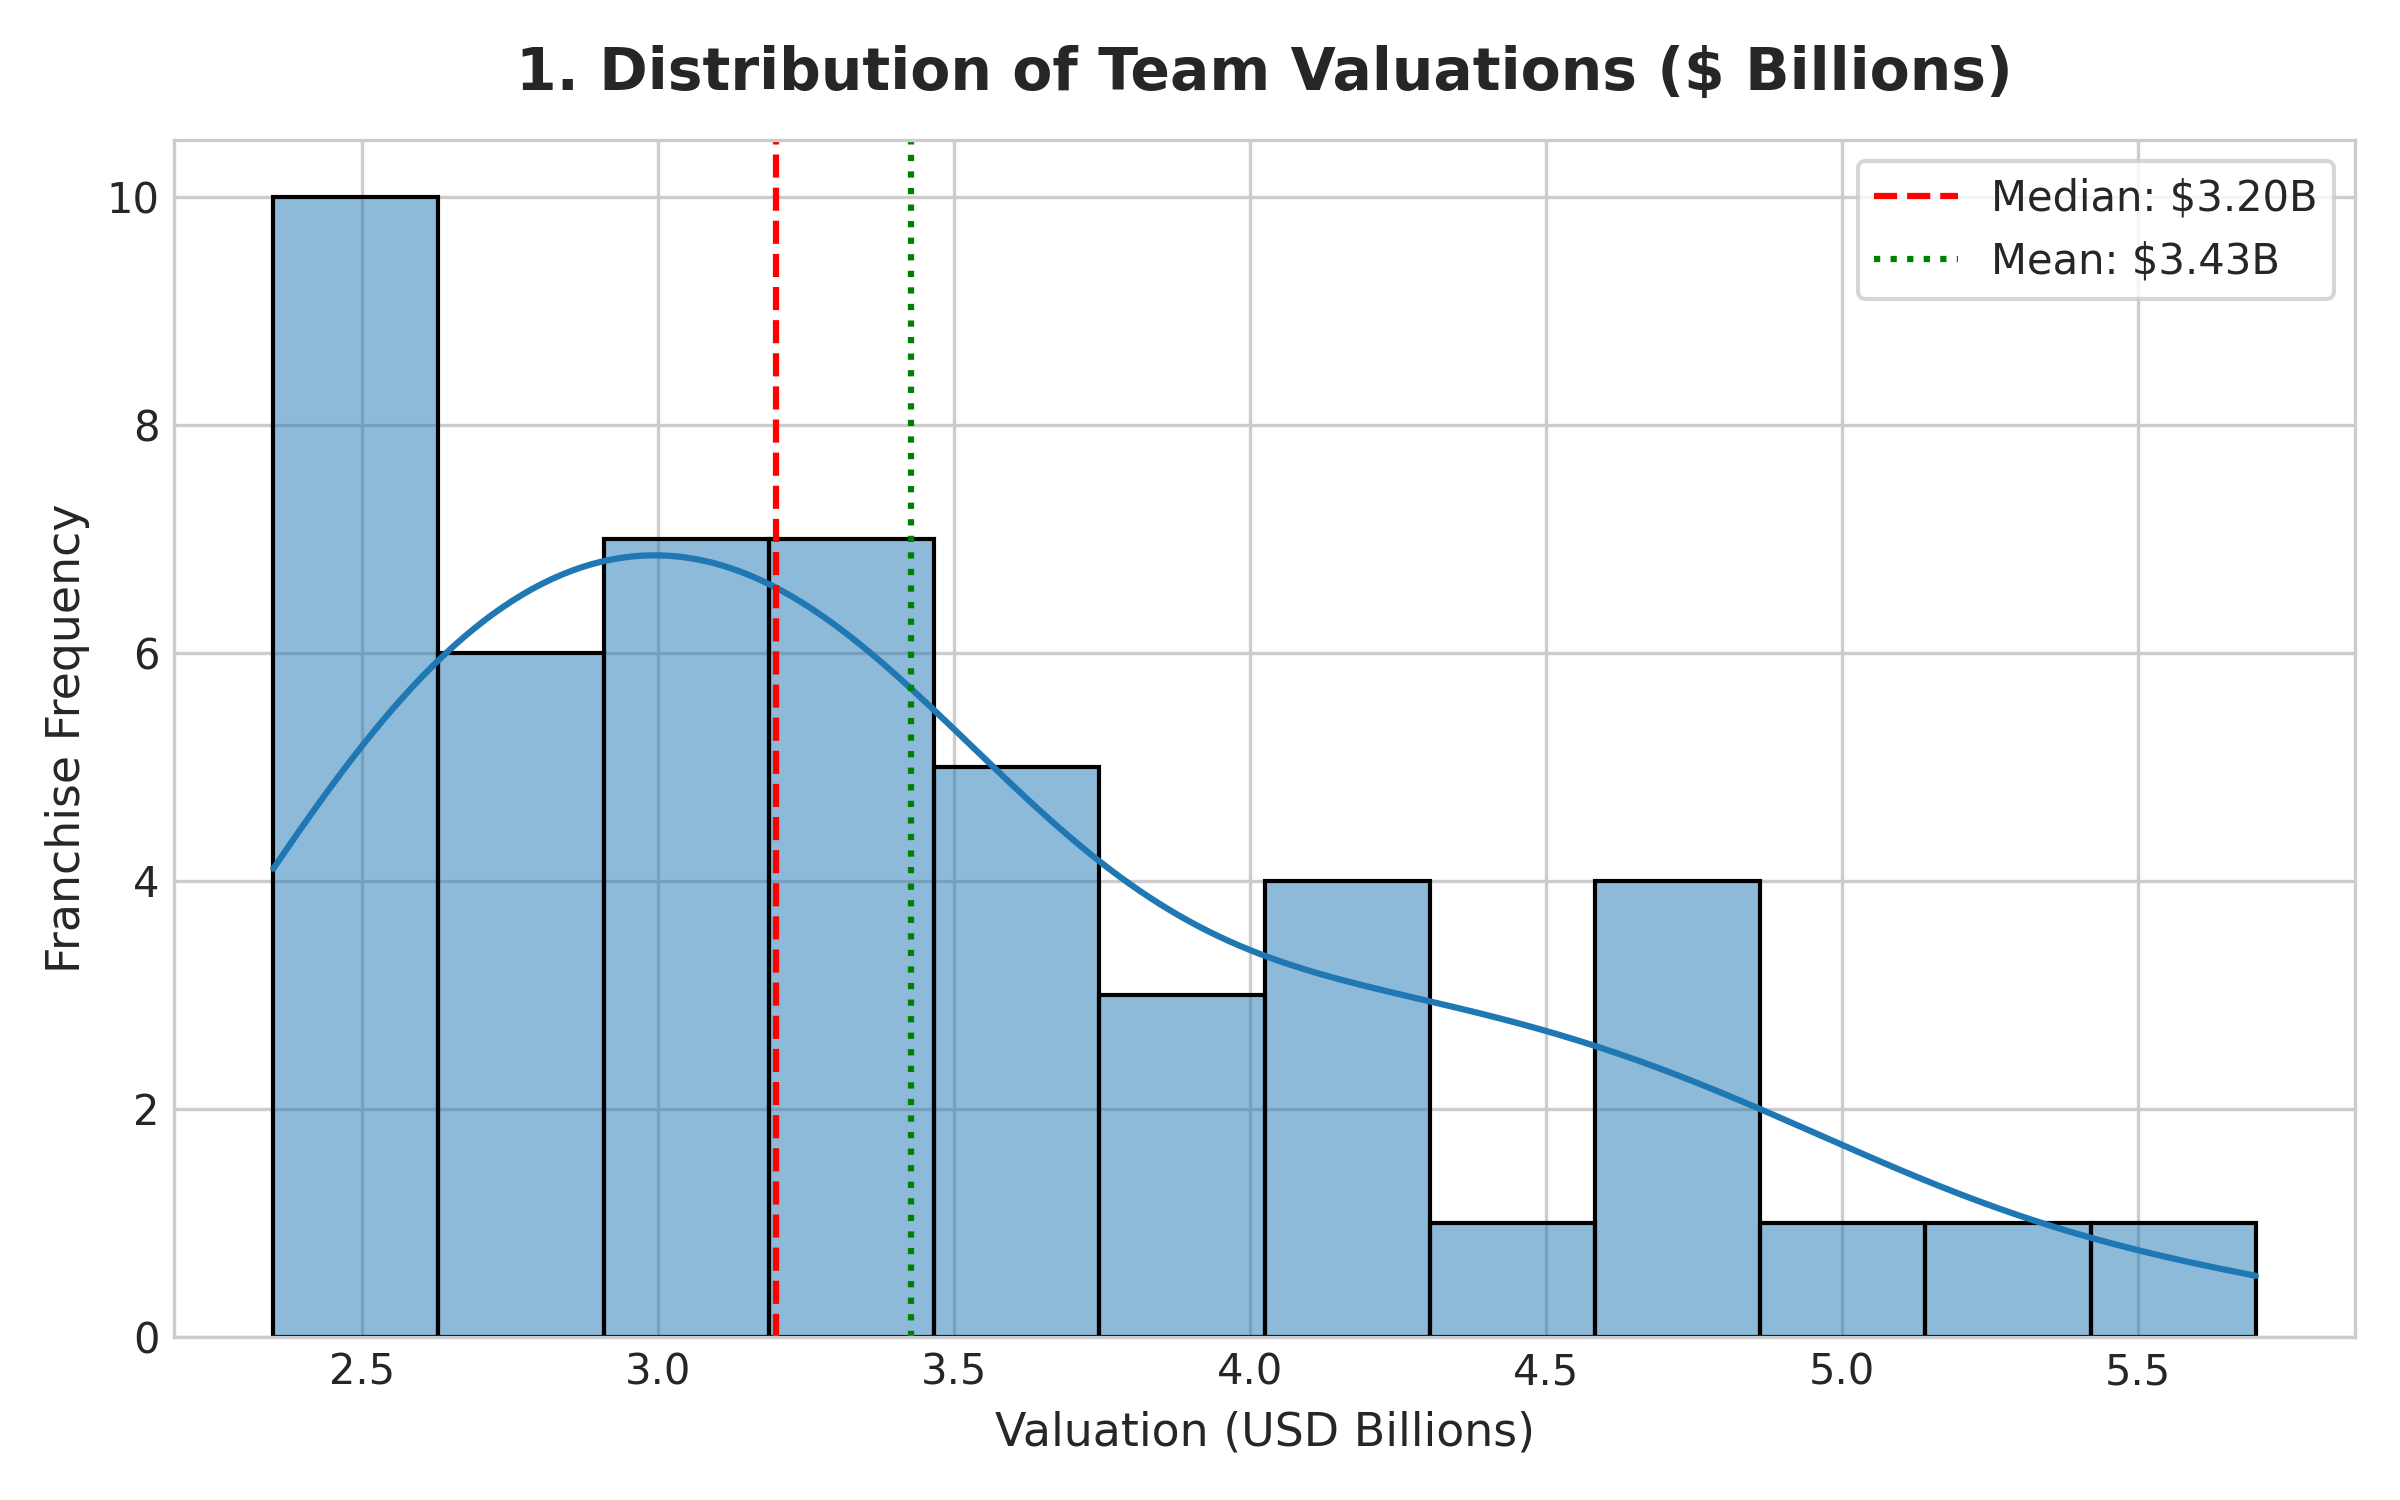 1. Distribution of Team Valuations ($ Billions)
Median: $3.20B
Mean: $3.43B
Franchise Frequency
10
8
6
4
2
0
2.5 3.0 3.5 4.0 4.5 5.0 5.5
Valuation (USD Billions)